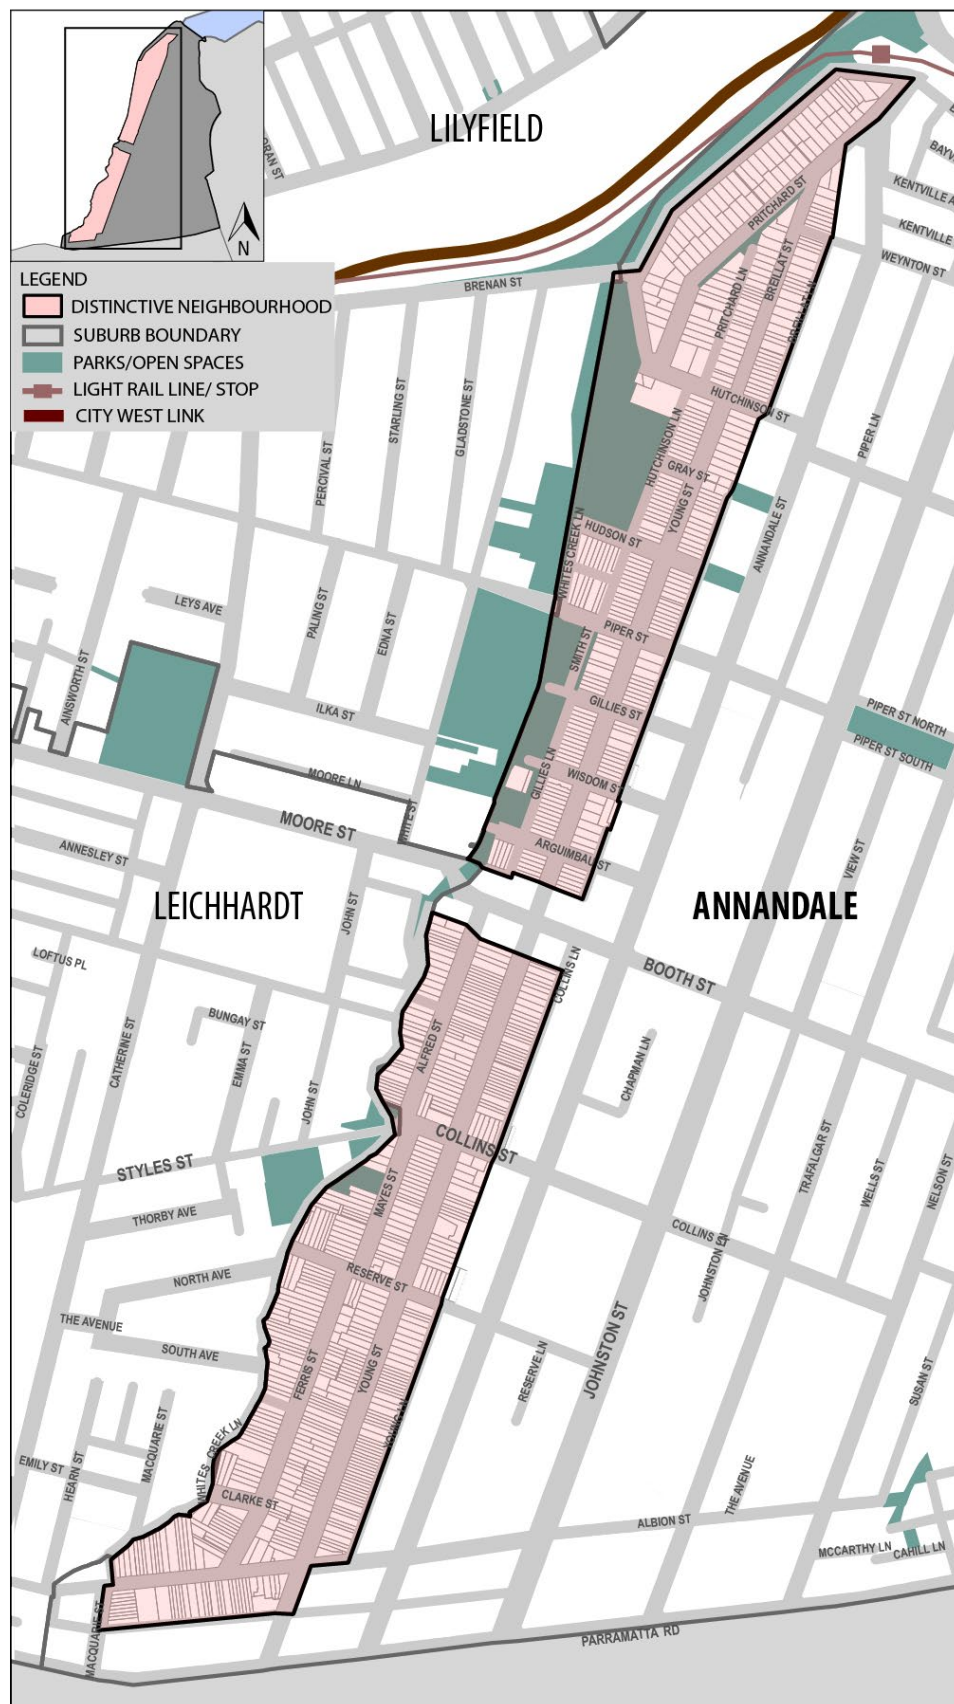 N
LEGEND
DISTINCTIVE NEIGHBOURHOOD
SUBURB BOUNDARY
PARKS/OPEN SPACES
LIGHT RAIL LINE/ STOP
CITY WEST LINK
LILYFIELD
BRENAN ST
PRITCHARD ST
KENTVILLE
WEYNTON ST
PRITCHARD LN
BREILLAT ST
HUTCHINSON ST
HUTCHINSON LN
PIPER LN
STARLING ST
GLADSTONE ST
PERCIVAL ST
GRAY ST
YOUNG ST
ANNANDALE ST
HUDSON ST
WHITES CREEK LN
LEYS AVE
PALING ST
EDNA ST
PIPER ST
SMITH ST
AINSWORTH ST
ILKA ST
GILLIES ST
PIPER ST NORTH
PIPER ST SOUTH
MOORE LN
GILLIES LN
WISDOM ST
MOORE ST
ARGUIMBAU ST
ANNESLEY ST
VIEW ST
LEICHHARDT
ANNANDALE
JOHN ST
LOFTUS PL
COLLINS LN
BOOTH ST
BUNGAY ST
CATHERINE ST
EMMA ST
ALFRED ST
CHAPMAN LN
COLERIDGE ST
JOHN ST
COLLINS ST
STYLES ST
MAYES ST
TRAFALGAR ST
WELLS ST
NELSON ST
THORBY AVE
COLLINS
JOHNSTON LN
NORTH AVE
RESERVE ST
THE AVENUE
SOUTH AVE
FERRIS ST
YOUNG ST
RESERVE LN
JOHNSTON ST
SUSAN ST
YOUNG LN
MACQUARIE ST
WHITES CREEK LN
EMILY ST
HEARN ST
CLARKE ST
THE AVENUE
ALBION ST
MCCARTHY LN
CAHILL LN
MACQUARIE ST
PARRAMATTA RD